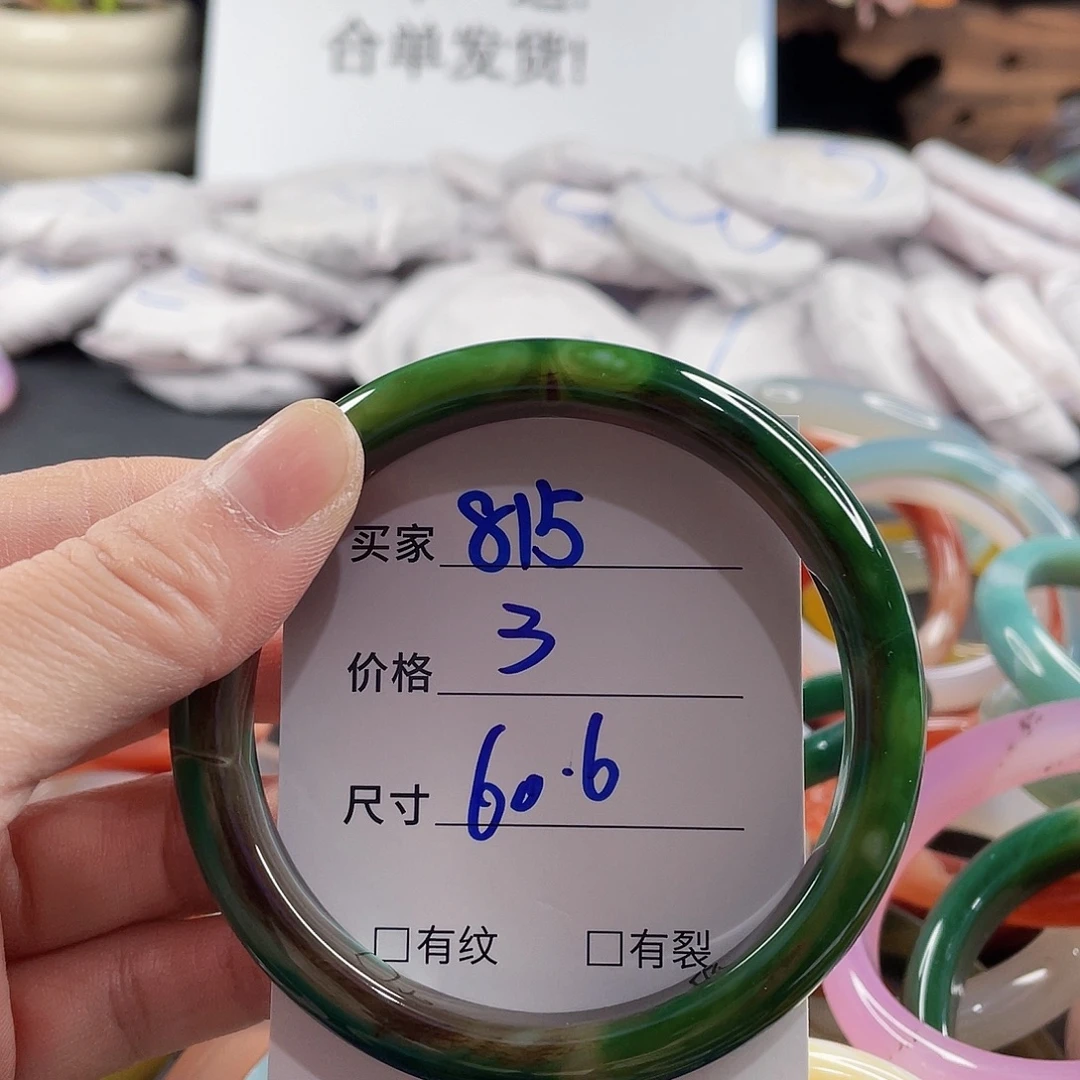 合单发货!
买家 815
价格 3
尺寸 60.6
□有纹 □有裂